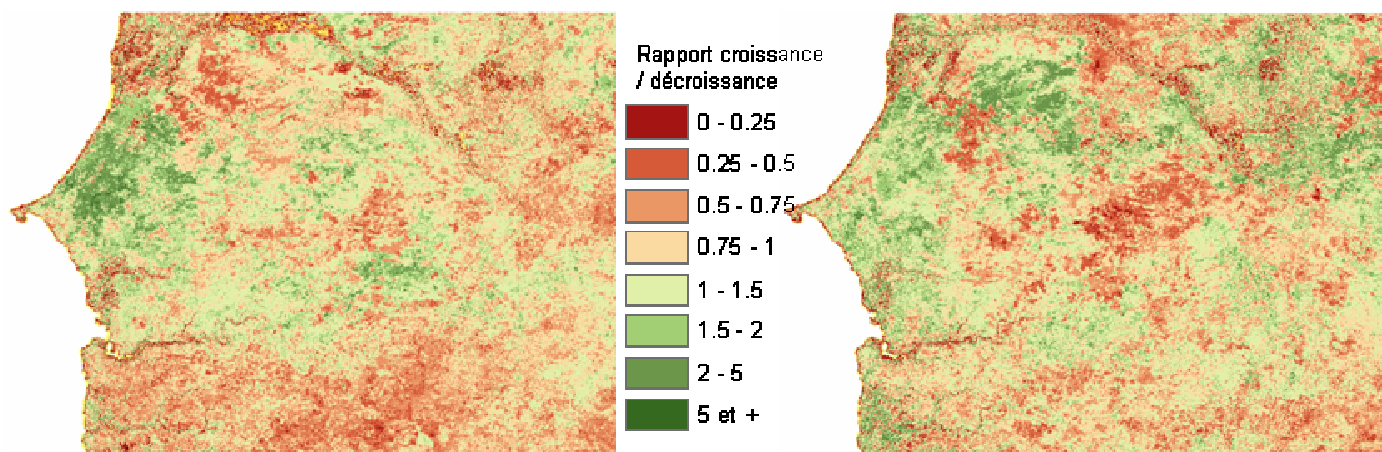 Rapport croissance
/ décroissance
0 - 0.25
0.25 - 0.5
0.5 - 0.75
0.75 - 1
1 - 1.5
1.5 - 2
2 - 5
5 et +